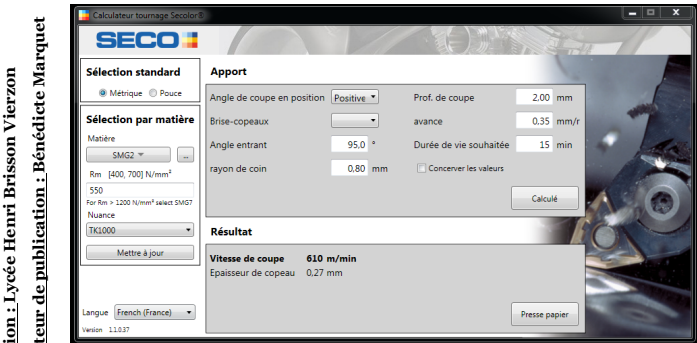 ion : Lycée Henri Brisson Vierzon
teur de publication : Bénédicte Marquet
Calculateur tournage Secolor®
SECO
Sélection standard
Métrique Pouce
Sélection par matière
Matière
SMG2 ...
Rm [400, 700] N/mm²
550
For Rm > 1200 N/mm² select SMG7
Nuance
TK1000
Mettre à jour
Langue French (France)
Version 1.1.0.37
Apport
Angle de coupe en position Positive Prof. de coupe 2.00 mm
Brise-copeaux avance 0.35 mm/r
Angle entrant 95,0 ° Durée de vie souhaitée 15 min
rayon de coin 0,80 mm Concerver les valeurs
Calculé
Résultat
Vitesse de coupe 610 m/min
Epaisseur de copeau 0,27 mm
Presse papier